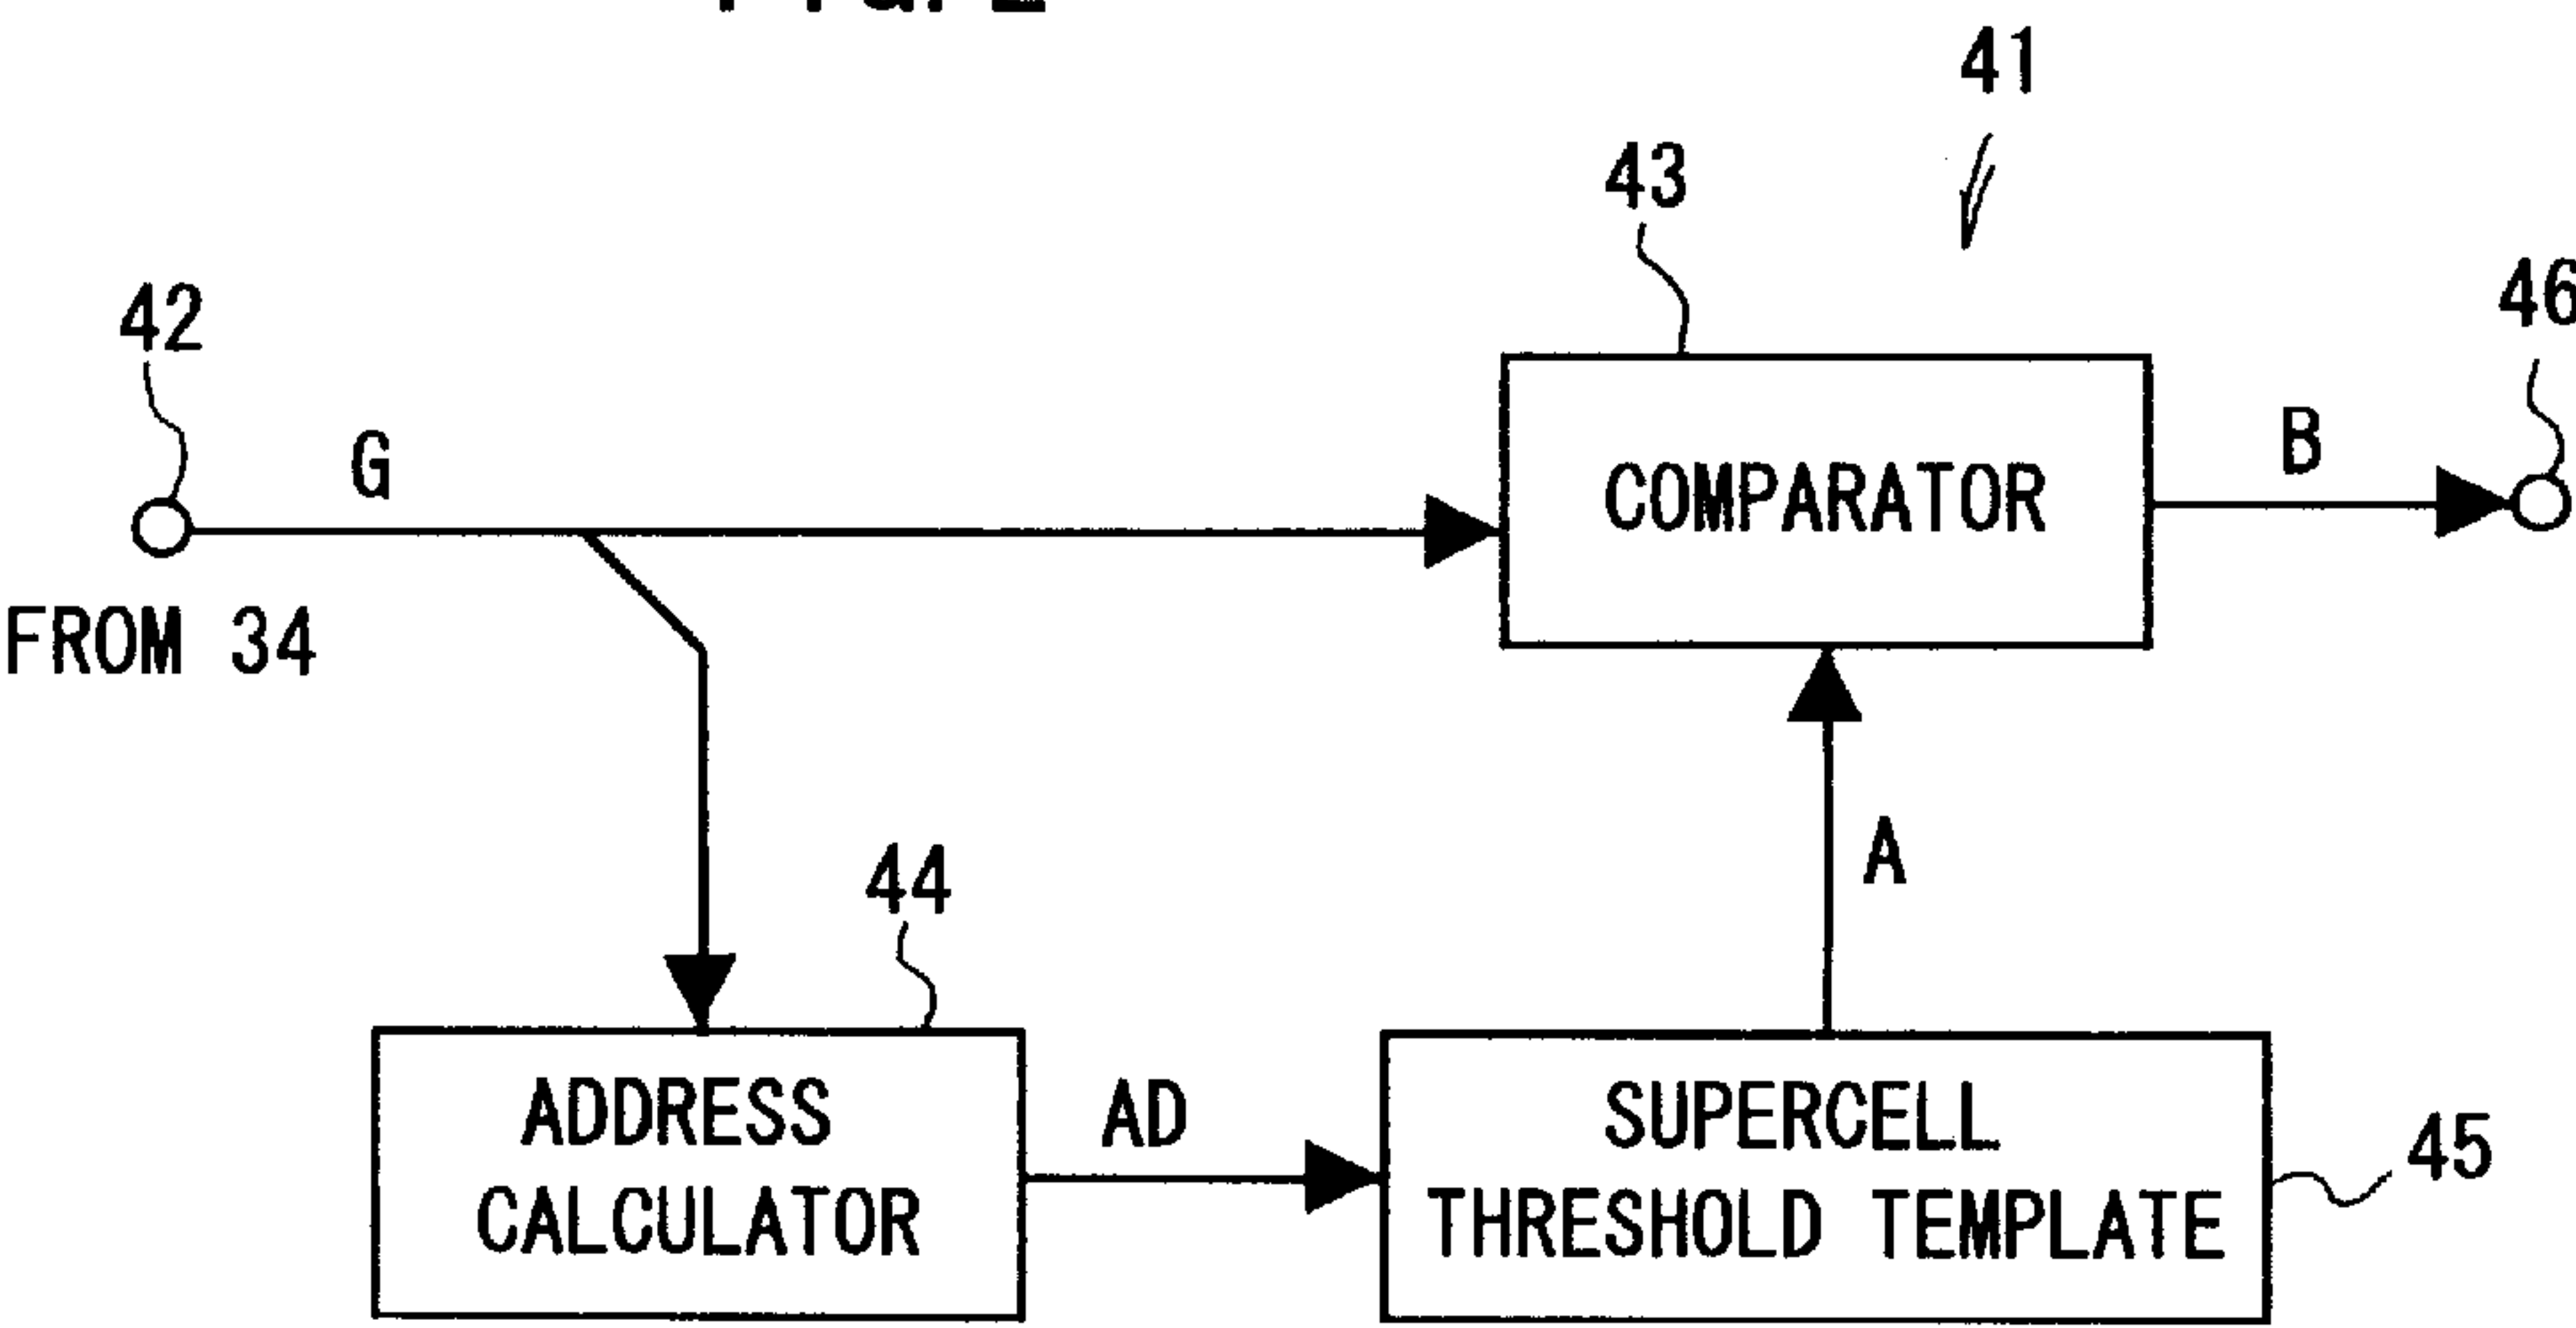 41
43
42
46
G
B
COMPARATOR
FROM 34
A
44
ADDRESS
CALCULATOR
AD
SUPERCELL
THRESHOLD TEMPLATE
45